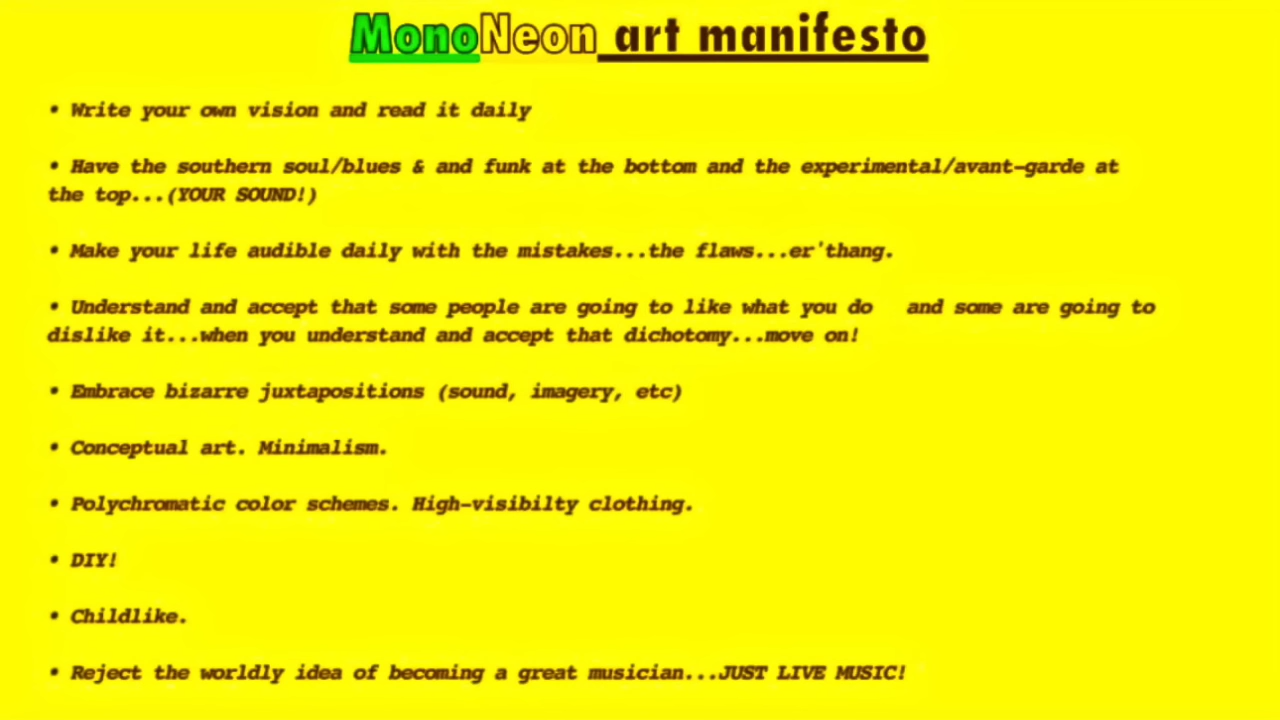 MonoNeon art manifesto
• Write your own vision and read it daily
• Have the southern soul/blues & and funk at the bottom and the experimental/avant-garde at
the top...(YOUR SOUND!)
• Make your life audible daily with the mistakes...the flaws...er'thang.
• Understand and accept that some people are going to like what you do   and some are going to
dislike it...when you understand and accept that dichotomy...move on!
• Embrace bizarre juxtapositions (sound, imagery, etc)
• Conceptual art. Minimalism.
• Polychromatic color schemes. High-visibilty clothing.
• DIY!
• Childlike.
• Reject the worldly idea of becoming a great musician...JUST LIVE MUSIC!